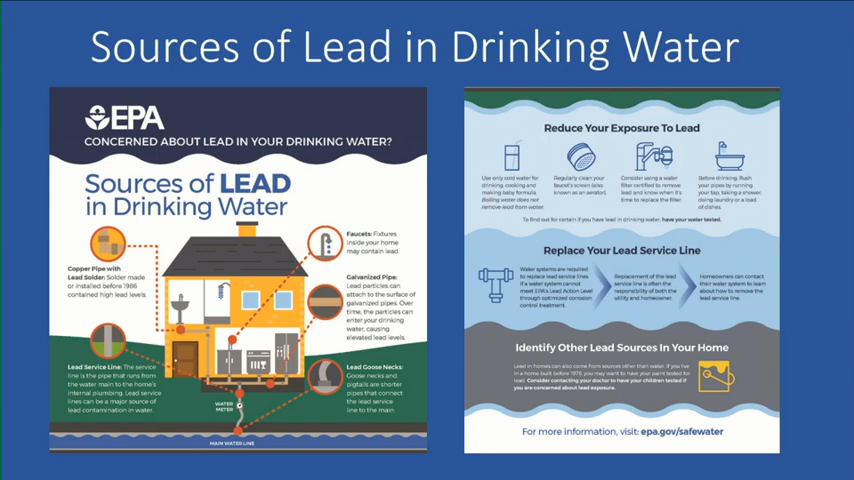 Sources of Lead in Drinking Water
EPA
CONCERNED ABOUT LEAD IN YOUR DRINKING WATER?
Sources of LEAD
in Drinking Water
Copper Pipe with
Lead Solder: Solder made
or installed before 1986
contained high lead levels.
Faucets: Fixtures
inside your home
may contain lead.
Galvanized Pipe:
Lead particles can
attach to the surface of
galvanized pipes. Over
time, the particles can
enter your drinking
water, causing
elevated lead levels.
Lead Service Line: The service
line is the pipe that runs from
the water main to the home's
internal plumbing. Lead service
lines can be a major source of
lead contamination in water.
Lead Goose Necks:
Goose necks and
pigtails are shorter
pipes that connect
the lead service
line to the main.
WATER
METER
MAIN WATER LINE
Reduce Your Exposure To Lead
Use only cold water for
drinking, cooking and
making baby formula.
Boiling water does not
remove lead from water.
Regularly clean your
faucet's screen (also
known as an aerator).
Consider using a water
filter certified to remove
lead and know when it's
time to replace the filter.
Before drinking, flush
your pipes by running
your tap, taking a shower,
doing laundry or a load
of dishes.
To find out for certain if you have lead in drinking water, have your water tested.
Replace Your Lead Service Line
Water systems are required
to replace lead service lines
if a water system cannot
meet EPA's Lead Action Level
through optimized corrosion
control treatment.
Replacement of the lead
service line is often the
responsibility of both the
utility and homeowner.
Homeowners can contact
their water system to learn
about how to remove the
lead service line.
Identify Other Lead Sources In Your Home
Lead in homes can also come from sources other than water. If you live
in a home built before 1978, you may want to have your paint tested for
lead. Consider contacting your doctor to have your children tested if
you are concerned about lead exposure.
For more information, visit: epa.gov/safewater